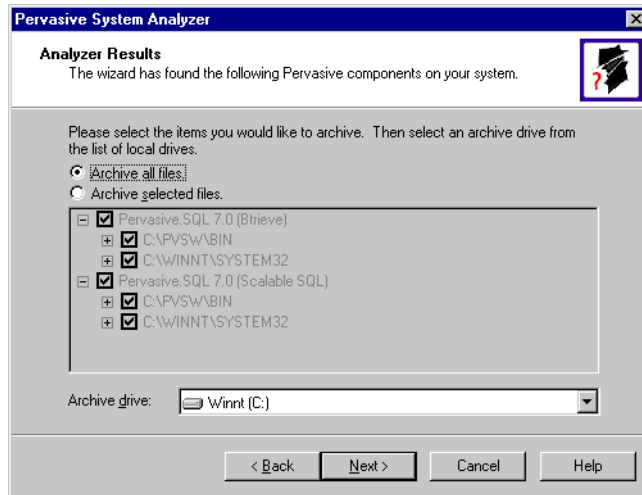 Pervasive System Analyzer
Analyzer Results
The wizard has found the following Pervasive components on your system.
?
Please select the items you would like to archive. Then select an archive drive from
the list of local drives.
Archive all files.
Archive selected files.
Pervasive.SQL 7.0 (Btrieve)
C:\PVSW\BIN
C:\WINNT\SYSTEM32
Pervasive.SQL 7.0 (Scalable SQL)
C:\PVSW\BIN
C:\WINNT\SYSTEM32
Archive drive: Winnt (C:)
< Back Next > Cancel Help